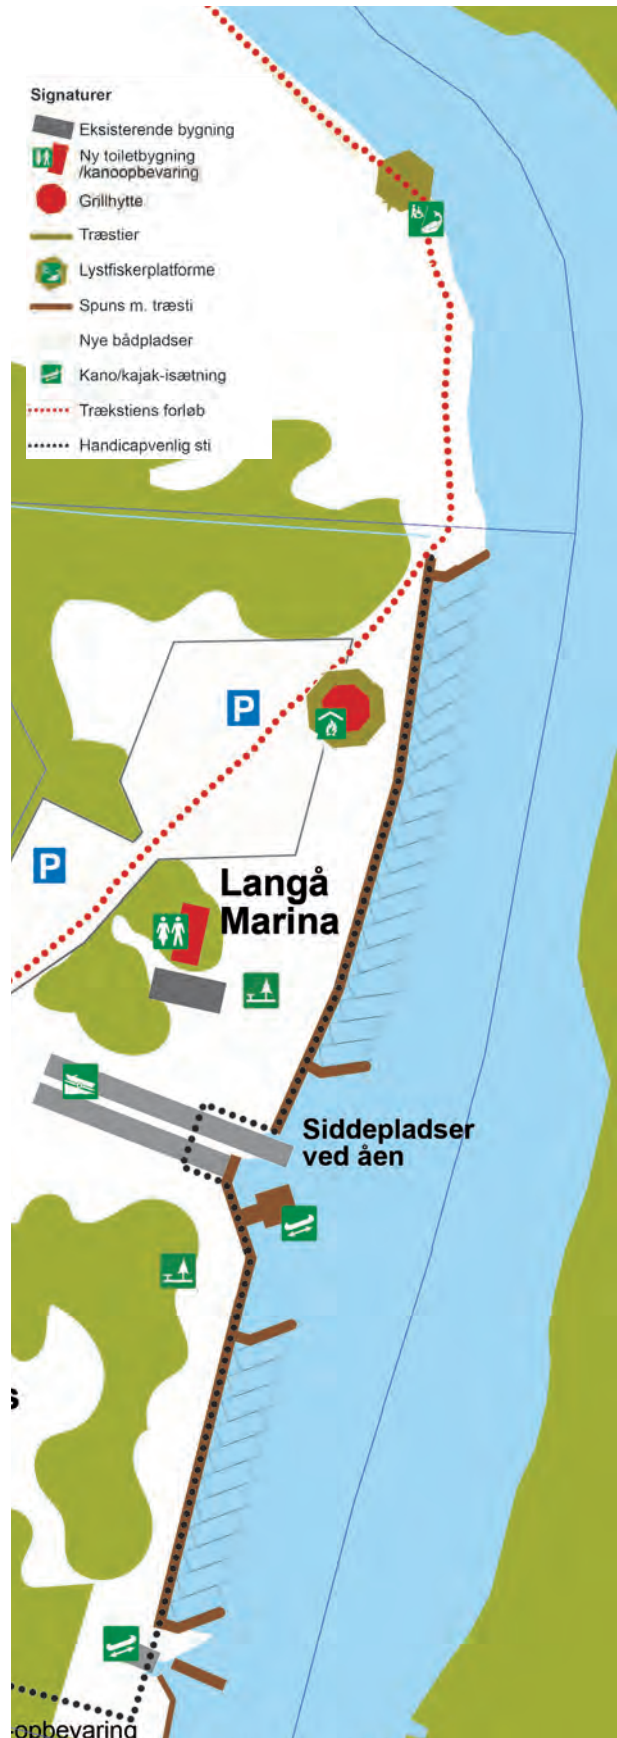 Signaturer
Eksisterende bygning
Ny toiletbygning
/kanoopbevaring
Grillhytte
Træstier
Lystfiskerplatforme
Spuns m. træsti
Nye bådpladser
Kano/kajak-isætning
Trækstiens forløb
Handicapvenlig sti
P
P
Langå
Marina
Siddepladser
ved åen
s
-opbevaring